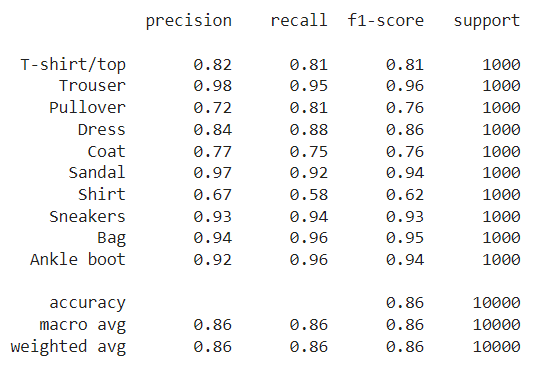 precision recall f1-score support
T-shirt/top 0.82 0.81 0.81 1000
Trouser 0.98 0.95 0.96 1000
Pullover 0.72 0.81 0.76 1000
Dress 0.84 0.88 0.86 1000
Coat 0.77 0.75 0.76 1000
Sandal 0.97 0.92 0.94 1000
Shirt 0.67 0.58 0.62 1000
Sneakers 0.93 0.94 0.93 1000
Bag 0.94 0.96 0.95 1000
Ankle boot 0.92 0.96 0.94 1000
accuracy 0.86 10000
macro avg 0.86 0.86 0.86 10000
weighted avg 0.86 0.86 0.86 10000